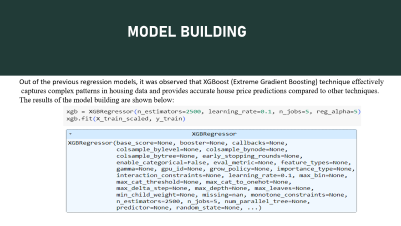 MODEL BUILDING
Out of the previous regression models, it was observed that XGBoost (Extreme Gradient Boosting) technique effectively
captures complex patterns in housing data and provides accurate house price predictions compared to other techniques.
The results of the model building are shown below:
xgb = XGBRegressor(n_estimators=2500, learning_rate=0.1, n_jobs=5, reg_alpha=5)
xgb.fit(X_train_scaled, y_train)
XGBRegressor
XGBRegressor(base_score=None, booster=None, callbacks=None,
colsample_bylevel=None, colsample_bynode=None,
colsample_bytree=None, early_stopping_rounds=None,
enable_categorical=False, eval_metric=None, feature_types=None,
gamma=None, gpu_id=None, grow_policy=None, importance_type=None,
interaction_constraints=None, learning_rate=0.1, max_bin=None,
max_cat_threshold=None, max_cat_to_onehot=None,
max_delta_step=None, max_depth=None, max_leaves=None,
min_child_weight=None, missing=nan, monotone_constraints=None,
n_estimators=2500, n_jobs=5, num_parallel_tree=None,
predictor=None, random_state=None, ...)